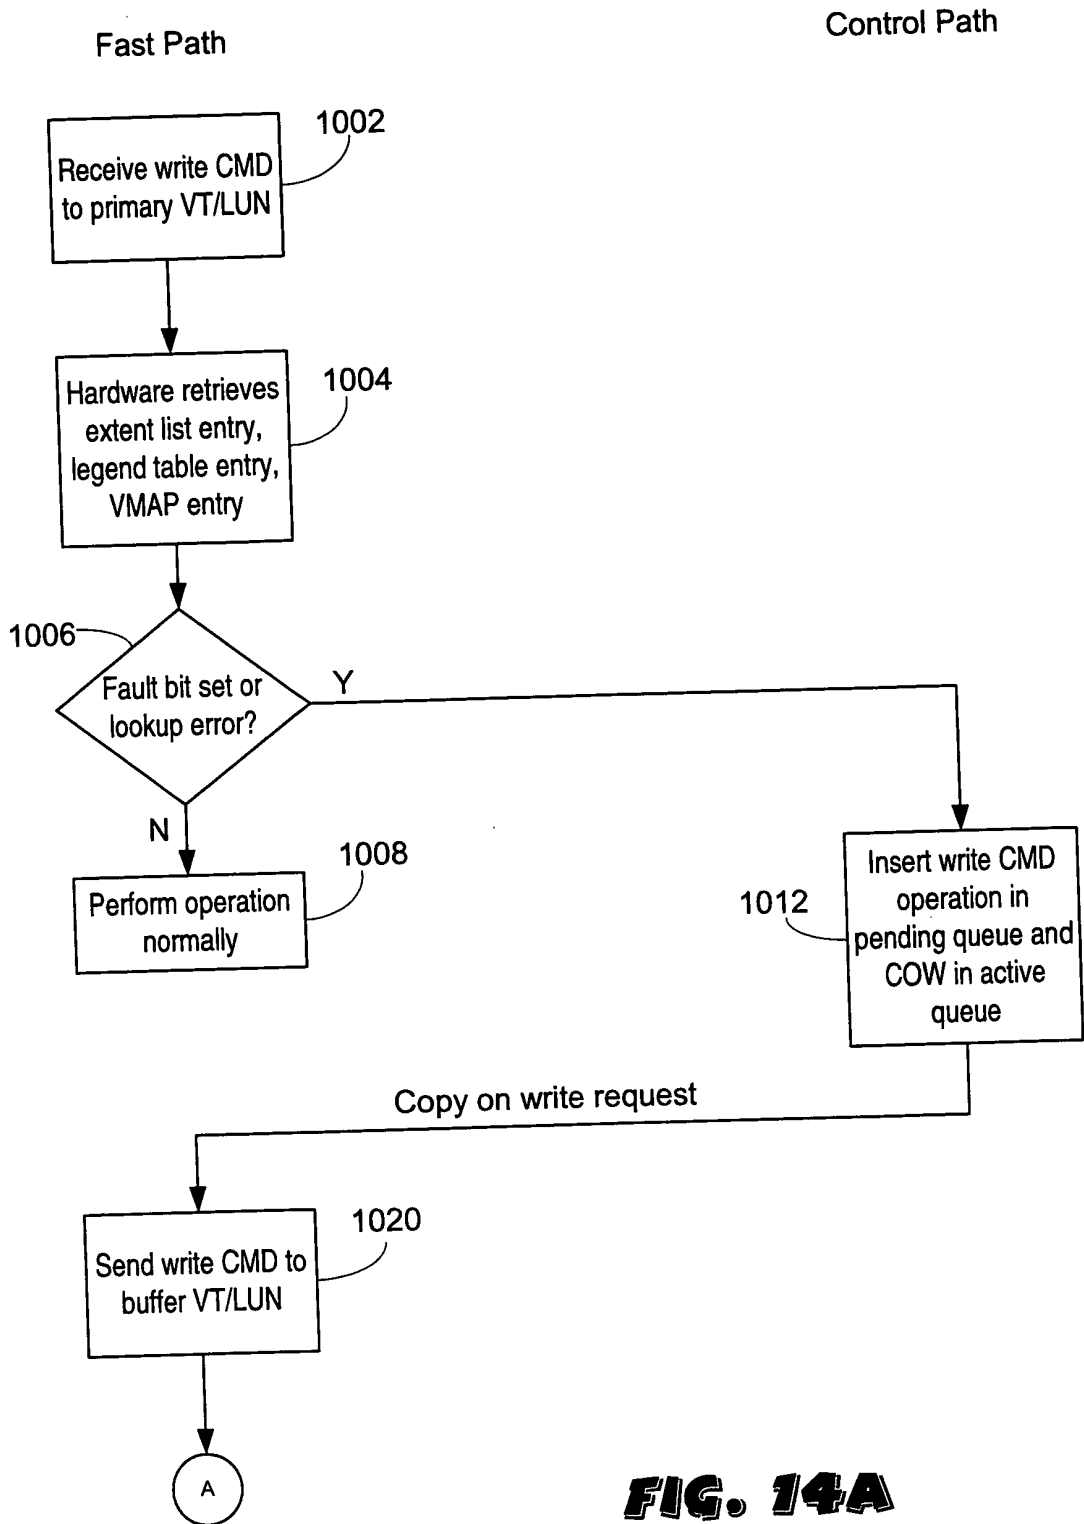 Fast Path
Control Path
1002
Receive write CMD
to primary VT/LUN
1004
Hardware retrieves
extent list entry,
legend table entry,
VMAP entry
1006
Fault bit set or
lookup error?
Y
N
1008
Perform operation
normally
1012
Insert write CMD
operation in
pending queue and
COW in active
queue
Copy on write request
1020
Send write CMD to
buffer VT/LUN
A
FIG. 14A